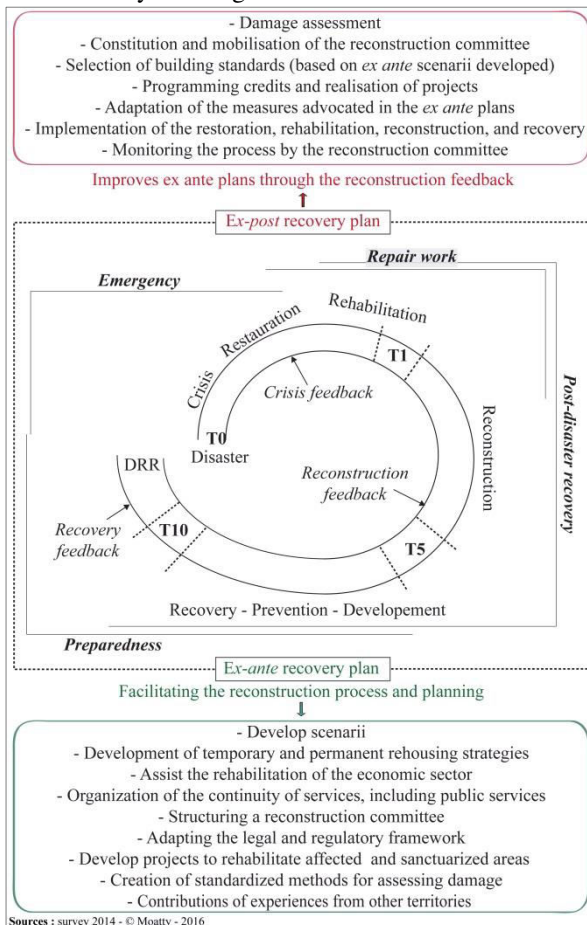 - Damage assessment
- Constitution and mobilisation of the reconstruction committee
- Selection of building standards (based on ex ante scenarii developed)
- Programming credits and realisation of projects
- Adaptation of the measures advocated in the ex ante plans
- Implementation of the restoration, rehabilitation, reconstruction, and recovery
- Monitoring the process by the reconstruction committee
Improves ex ante plans through the reconstruction feedback
Ex-post recovery plan
Repair work
Emergency
Rehabilitation
Restauration
Crisis
T1
Crisis feedback
T0
Disaster
Reconstruction
Post-disaster recovery
DRR
Reconstruction
feedback
Recovery
feedback
T10
T5
Recovery - Prevention - Developement
Preparedness
Ex-ante recovery plan
Facilitating the reconstruction process and planning
- Develop scenarii
- Development of temporary and permanent rehousing strategies
- Assist the rehabilitation of the economic sector
- Organization of the continuity of services, including public services
- Structuring a reconstruction committee
- Adapting the legal and regulatory framework
- Develop projects to rehabilitate affected and sanctuarized areas
- Creation of standardized methods for assessing damage
- Contributions of experiences from other territories
Sources : survey 2014 - © Moatty - 2016